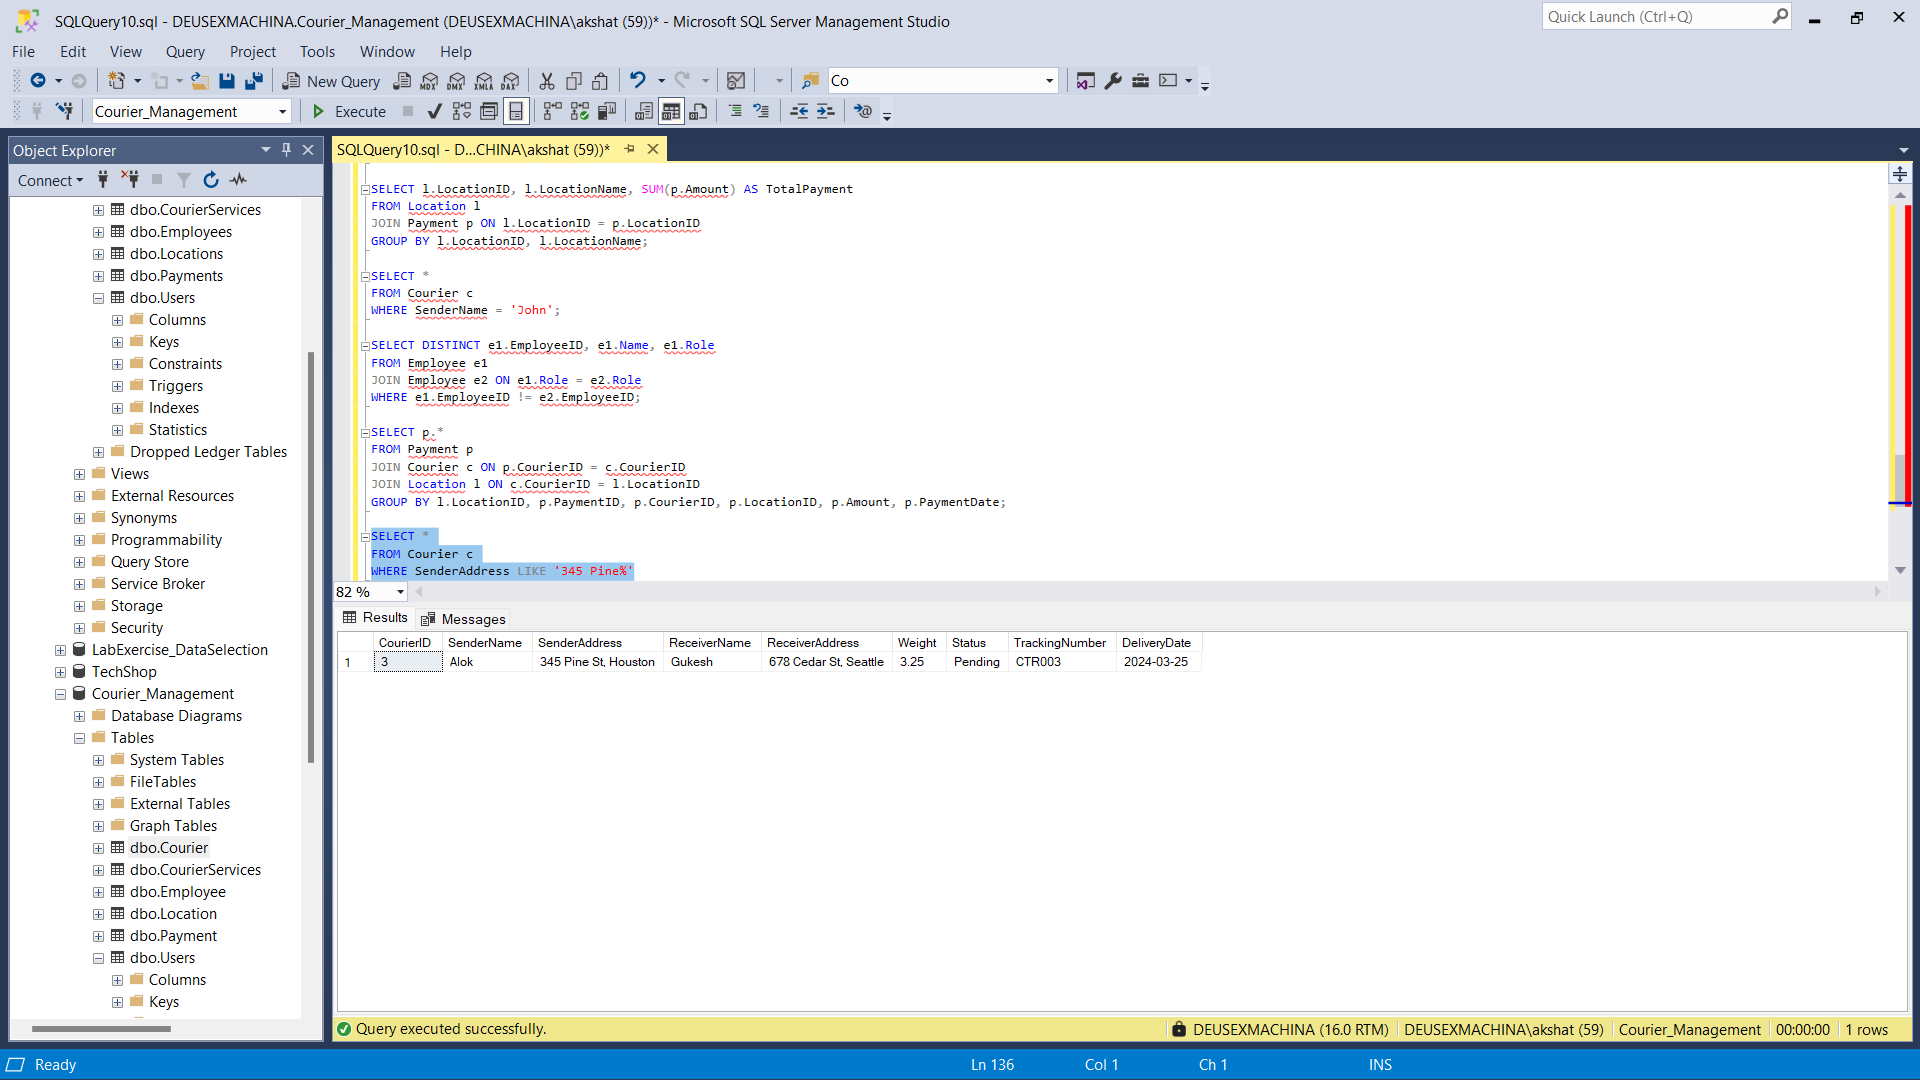 SQLQuery10.sql - DEUSEXMACHINA.Courier_Management (DEUSEXMACHINA\akshat (59))* - Microsoft SQL Server Management Studio
Quick Launch (Ctrl+Q)
File Edit View Query Project Tools Window Help
New Query
MDX DMX XMLA DAX
Co
Courier_Management
Execute
Object Explorer
Connect
dbo.CourierServices
dbo.Employees
dbo.Locations
dbo.Payments
dbo.Users
Columns
Keys
Constraints
Triggers
Indexes
Statistics
Dropped Ledger Tables
Views
External Resources
Synonyms
Programmability
Query Store
Service Broker
Storage
Security
LabExercise_DataSelection
TechShop
Courier_Management
Database Diagrams
Tables
System Tables
FileTables
External Tables
Graph Tables
dbo.Courier
dbo.CourierServices
dbo.Employee
dbo.Location
dbo.Payment
dbo.Users
Columns
Keys
SQLQuery10.sql - D...CHINA\akshat (59))*
SELECT l.LocationID, l.LocationName, SUM(p.Amount) AS TotalPayment
FROM Location l
JOIN Payment p ON l.LocationID = p.LocationID
GROUP BY l.LocationID, l.LocationName;
SELECT *
FROM Courier c
WHERE SenderName = 'John';
SELECT DISTINCT e1.EmployeeID, e1.Name, e1.Role
FROM Employee e1
JOIN Employee e2 ON e1.Role = e2.Role
WHERE e1.EmployeeID != e2.EmployeeID;
SELECT p.*
FROM Payment p
JOIN Courier c ON p.CourierID = c.CourierID
JOIN Location l ON c.CourierID = l.LocationID
GROUP BY l.LocationID, p.PaymentID, p.CourierID, p.LocationID, p.Amount, p.PaymentDate;
SELECT *
FROM Courier c
WHERE SenderAddress LIKE '345 Pine%'
82 %
Results Messages
CourierID SenderName SenderAddress ReceiverName ReceiverAddress Weight Status TrackingNumber DeliveryDate
1 3 Alok 345 Pine St, Houston Gukesh 678 Cedar St, Seattle 3.25 Pending CTR003 2024-03-25
Query executed successfully.
DEUSEXMACHINA (16.0 RTM) DEUSEXMACHINA\akshat (59) Courier_Management 00:00:00 1 rows
Ready Ln 136 Col 1 Ch 1 INS